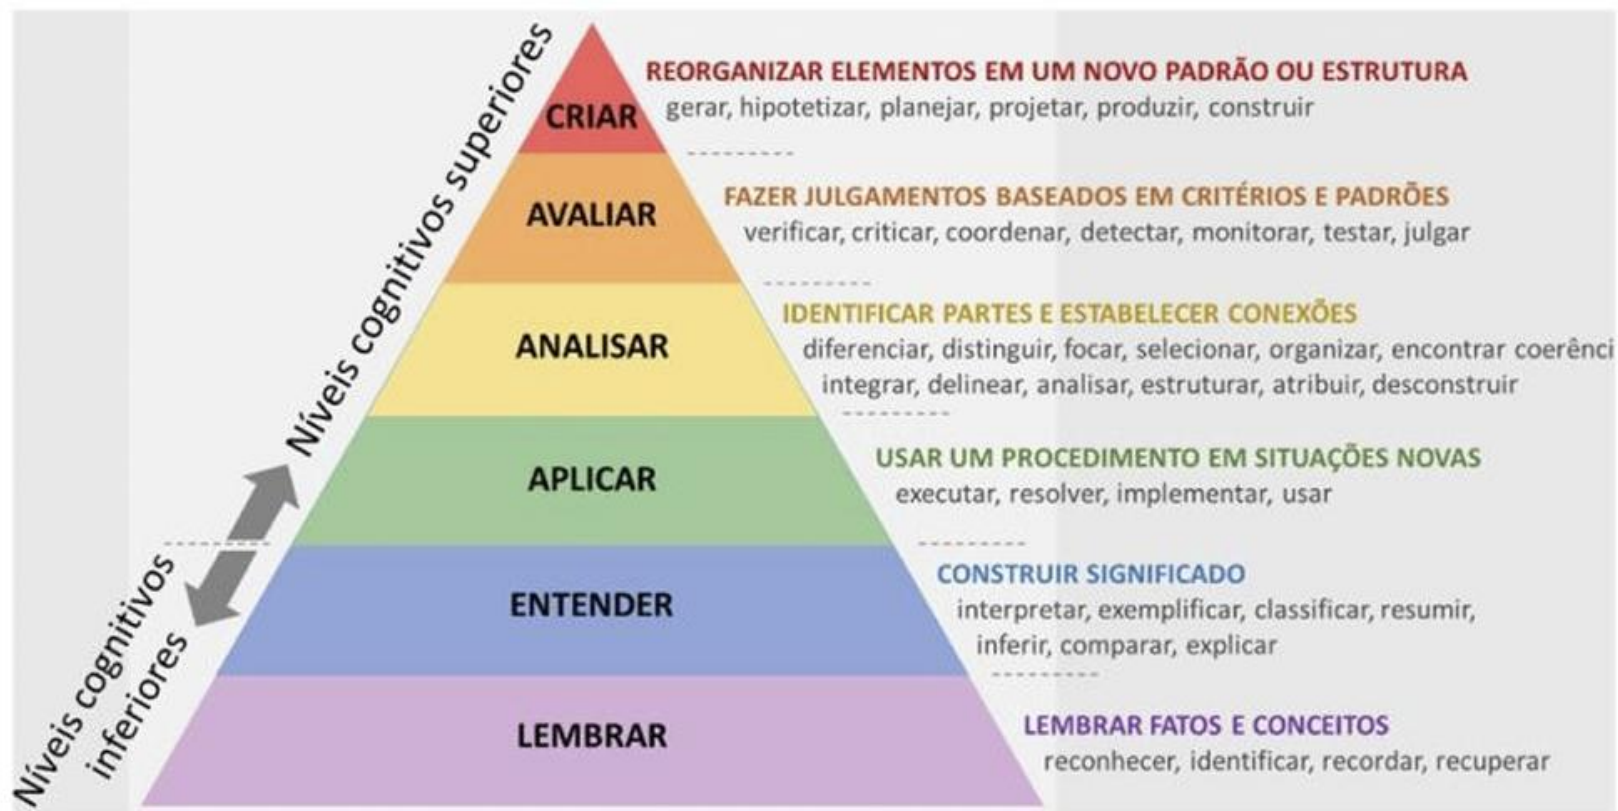 Níveis cognitivos superiores
Níveis cognitivos
inferiores
CRIAR
REORGANIZAR ELEMENTOS EM UM NOVO PADRÃO OU ESTRUTURA
gerar, hipotetizar, planejar, projetar, produzir, construir
AVALIAR
FAZER JULGAMENTOS BASEADOS EM CRITÉRIOS E PADRÕES
verificar, criticar, coordenar, detectar, monitorar, testar, julgar
ANALISAR
IDENTIFICAR PARTES E ESTABELECER CONEXÕES
diferenciar, distinguir, focar, selecionar, organizar, encontrar coerênci
integrar, delinear, analisar, estruturar, atribuir, desconstruir
APLICAR
USAR UM PROCEDIMENTO EM SITUAÇÕES NOVAS
executar, resolver, implementar, usar
ENTENDER
CONSTRUIR SIGNIFICADO
interpretar, exemplificar, classificar, resumir,
inferir, comparar, explicar
LEMBRAR
LEMBRAR FATOS E CONCEITOS
reconhecer, identificar, recordar, recuperar